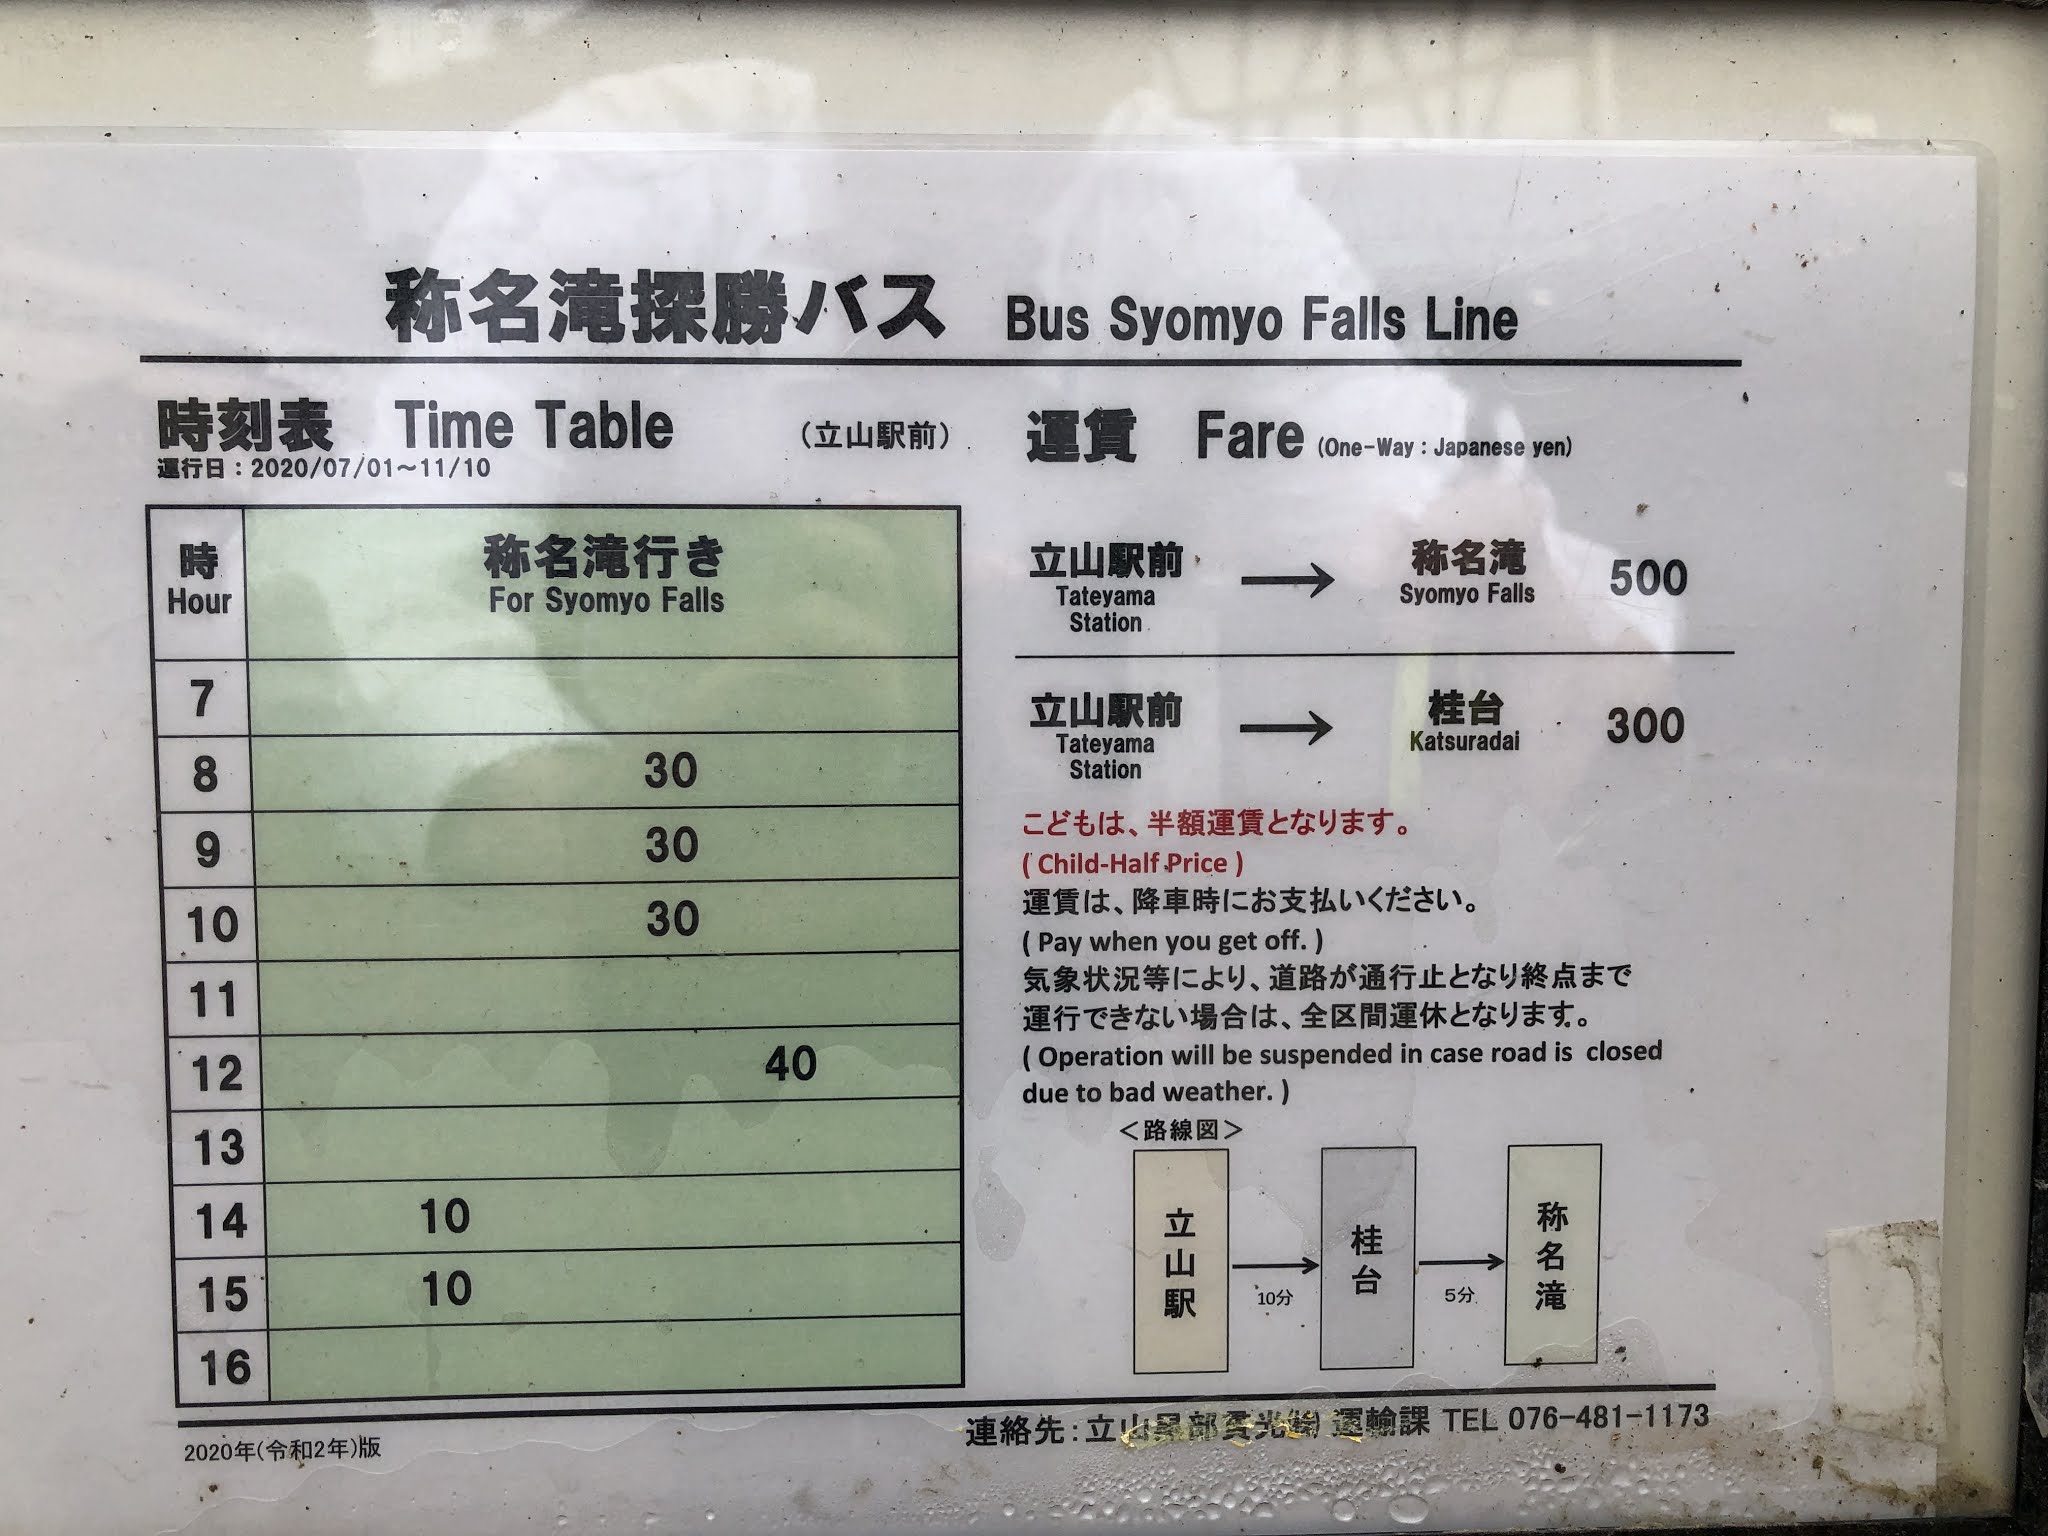 称名滝探勝バス Bus Syomyo Falls Line
時刻表 Time Table （立山駅前）
運行日：2020/07/01～11/10
時 Hour
称名滝行き
For Syomyo Falls
7
8 30
9 30
10 30
11
12 40
13
14 10
15 10
16
2020年(令和2年)版
運賃 Fare (One-Way : Japanese yen)
立山駅前 → 称名滝 500
Tateyama Station Syomyo Falls
立山駅前 → 桂台 300
Tateyama Station Katsuradai
こどもは、半額運賃となります。
( Child-Half Price )
運賃は、降車時にお支払いください。
( Pay when you get off. )
気象状況等により、道路が通行止となり終点まで
運行できない場合は、全区間運休となります。
( Operation will be suspended in case road is closed
due to bad weather. )
＜路線図＞
立山駅 → 桂台 → 称名滝
10分 5分
連絡先：立山黒部貫光㈱ 運輸課 TEL 076-481-1173